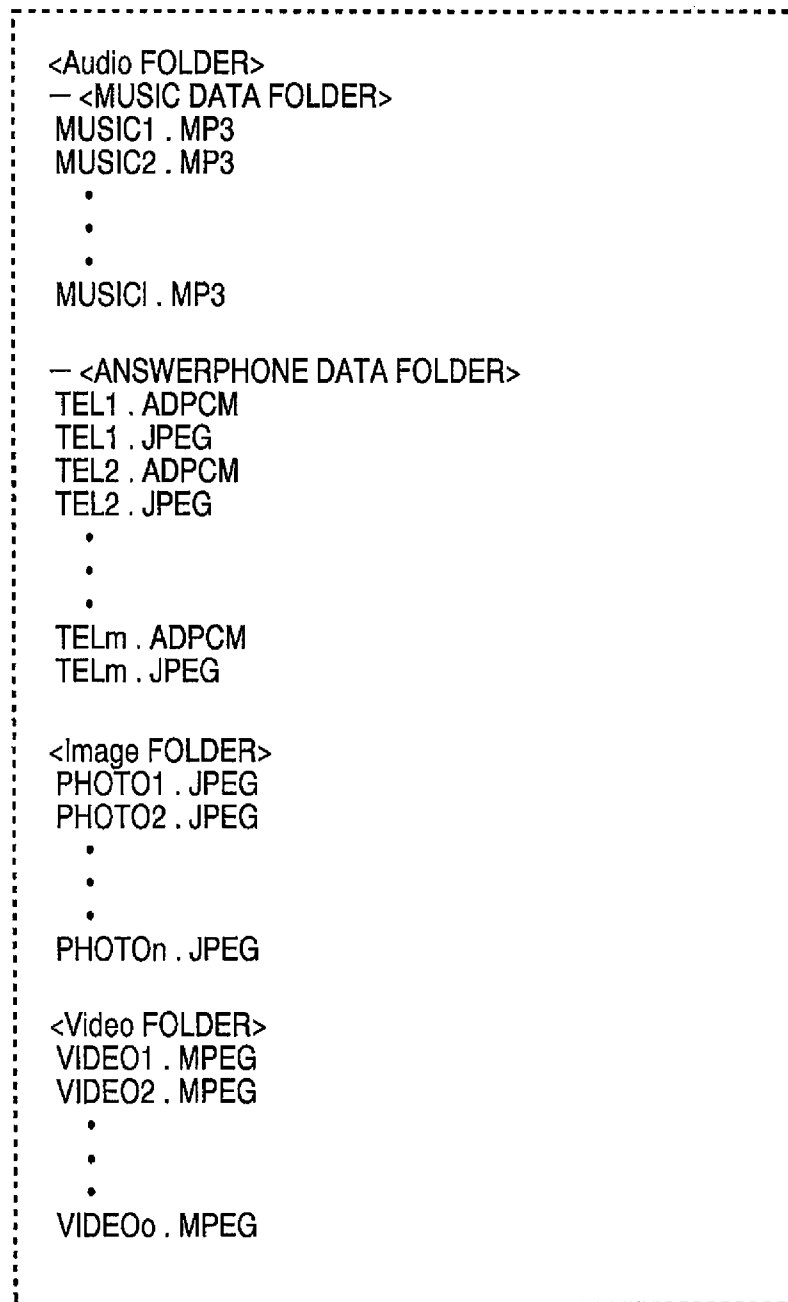 <Audio FOLDER>
— <MUSIC DATA FOLDER>
MUSIC1 . MP3
MUSIC2 . MP3
•
•
•
MUSICl . MP3
— <ANSWERPHONE DATA FOLDER>
TEL1 . ADPCM
TEL1 . JPEG
TEL2 . ADPCM
TEL2 . JPEG
•
•
•
TELm . ADPCM
TELm . JPEG
<Image FOLDER>
PHOTO1 . JPEG
PHOTO2 . JPEG
•
•
•
PHOTOn . JPEG
<Video FOLDER>
VIDEO1 . MPEG
VIDEO2 . MPEG
•
•
•
VIDEOo . MPEG